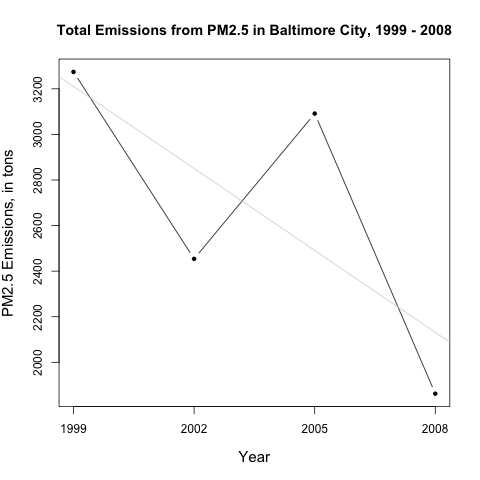 Total Emissions from PM2.5 in Baltimore City, 1999 - 2008
PM2.5 Emissions, in tons
3200
3000
2800
2600
2400
2200
2000
1999 2002 2005 2008
Year